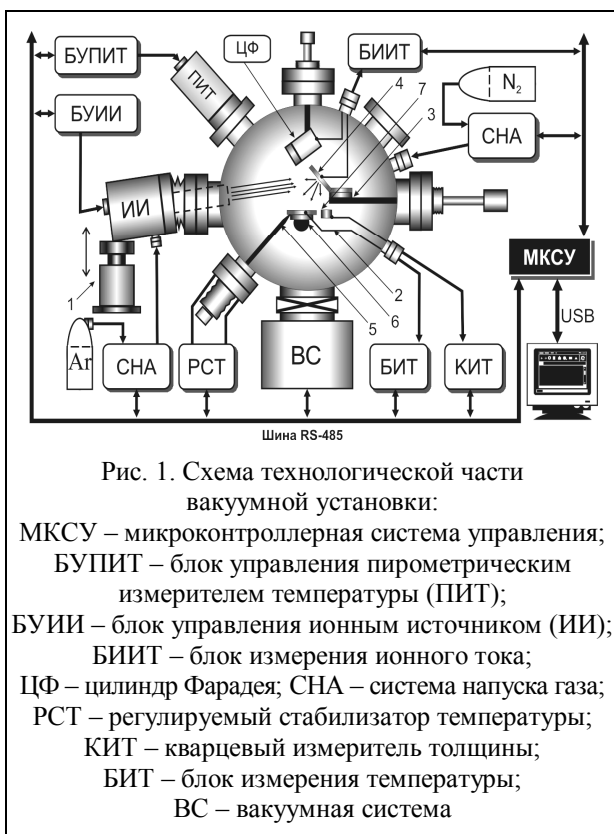 ЦФ
БИИТ
4
7
3
БУПИТ
ПИТ
N2
СНА
БУИИ
ИИ
МКСУ
1
2
6
5
USB
Ar
СНА
РСТ
ВС
БИТ
КИТ
Шина RS-485
Рис. 1. Схема технологической части
вакуумной установки:
МКСУ – микроконтроллерная система управления;
БУПИТ – блок управления пирометрическим
измерителем температуры (ПИТ);
БУИИ – блок управления ионным источником (ИИ);
БИИТ – блок измерения ионного тока;
ЦФ – цилиндр Фарадея; СНА – система напуска газа;
РСТ – регулируемый стабилизатор температуры;
КИТ – кварцевый измеритель толщины;
БИТ – блок измерения температуры;
ВС – вакуумная система